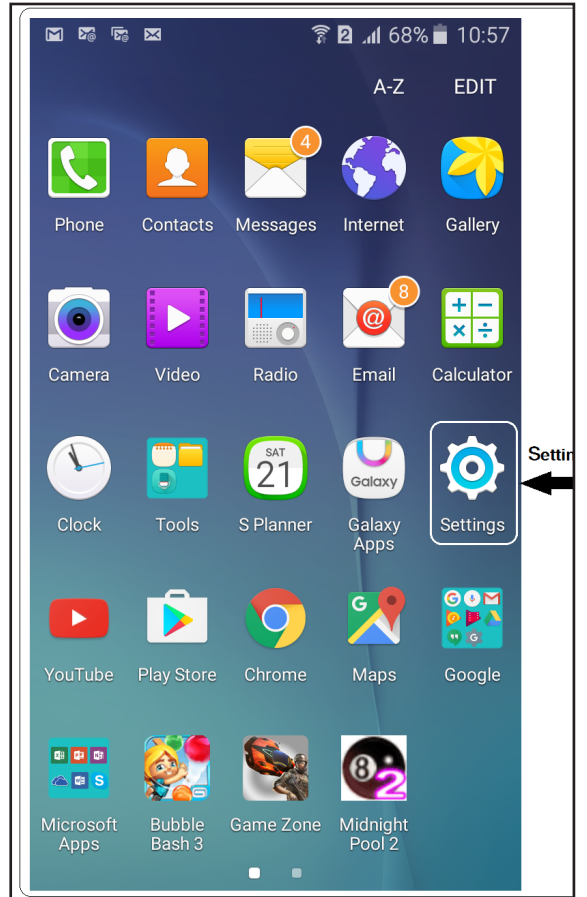 2 68% 10:57
A-Z EDIT
4
Phone Contacts Messages Internet Gallery
8
Camera Video Radio Email Calculator
SAT
21
Galaxy
Settin
Clock Tools S Planner Galaxy Apps Settings
G
YouTube Play Store Chrome Maps Google
8 2
Microsoft Apps Bubble Bash 3 Game Zone Midnight Pool 2